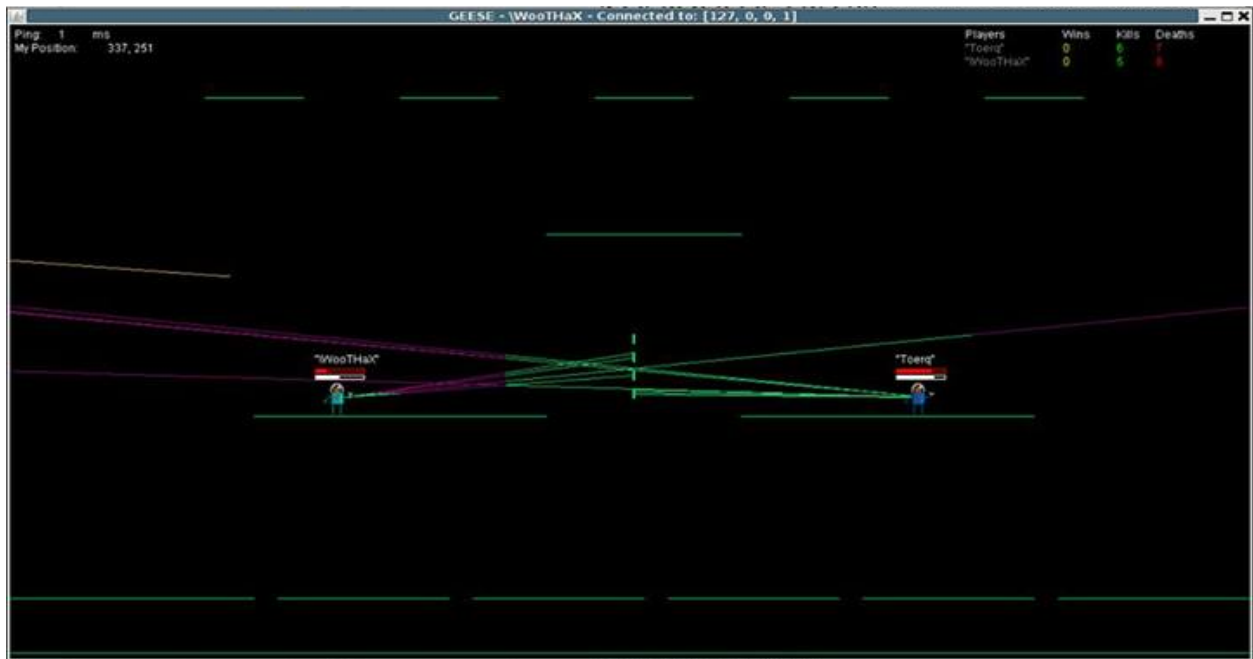 GEESE - \WooTHaX - Connected to: [127, 0, 0, 1]
Ping: 1 ms
My Position: 337, 251
Players Wins Kills Deaths
"Toerq" 0 6 7
"\WooTHaX" 0 5
"\WooTHaX"
"Toerq"